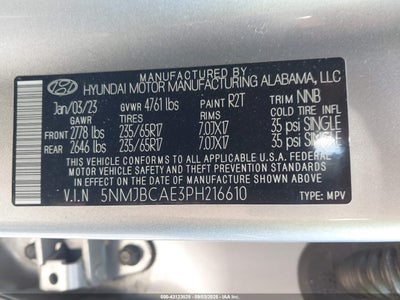 MANUFACTURED BY
HYUNDAI MOTOR MANUFACTURING ALABAMA, LLC
Jan/03/23 GVWR 4761 lbs PAINT R2T TRIM NNB
GAWR TIRES RIMS COLD TIRE INFL
FRONT 2778 lbs 235/65R17 7.0JX17 35 psi SINGLE
REAR 2646 lbs 235/65R17 7.0JX17 35 psi SINGLE
THIS VEHICLE CONFORMS TO ALL APPLICABLE U.S.A. FEDERAL
MOTOR VEHICLE SAFETY, BUMPER, AND THEFT PREVENTION
STANDARDS IN EFFECT ON THE DATE OF MANUFACTURE SHOWN ABOVE.
V.I.N 5NMJBCAE3PH216610 TYPE: MPV